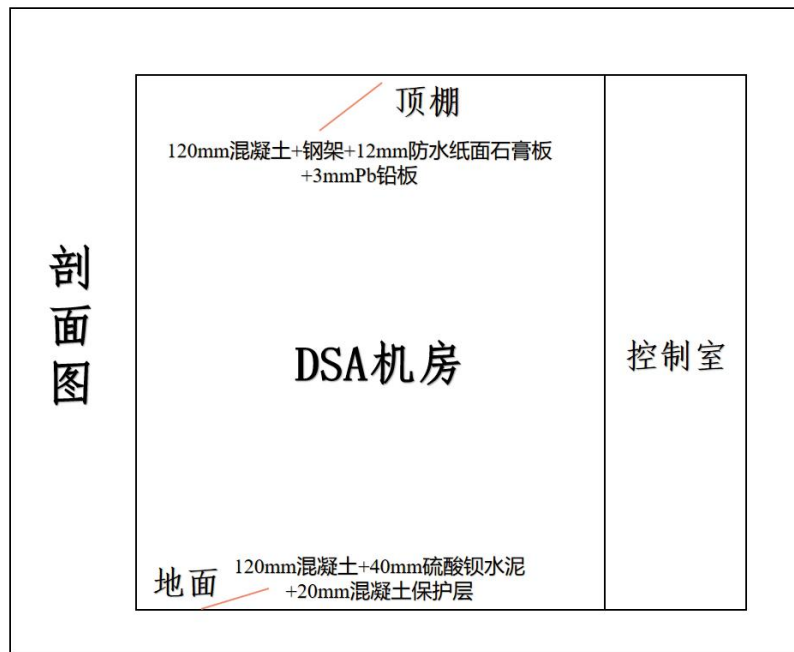 顶棚
120mm混凝土+钢架+12mm防水纸面石膏板
+3mmPb铅板
剖
面
图
DSA机房
控制室
地面
120mm混凝土+40mm硫酸钡水泥
+20mm混凝土保护层